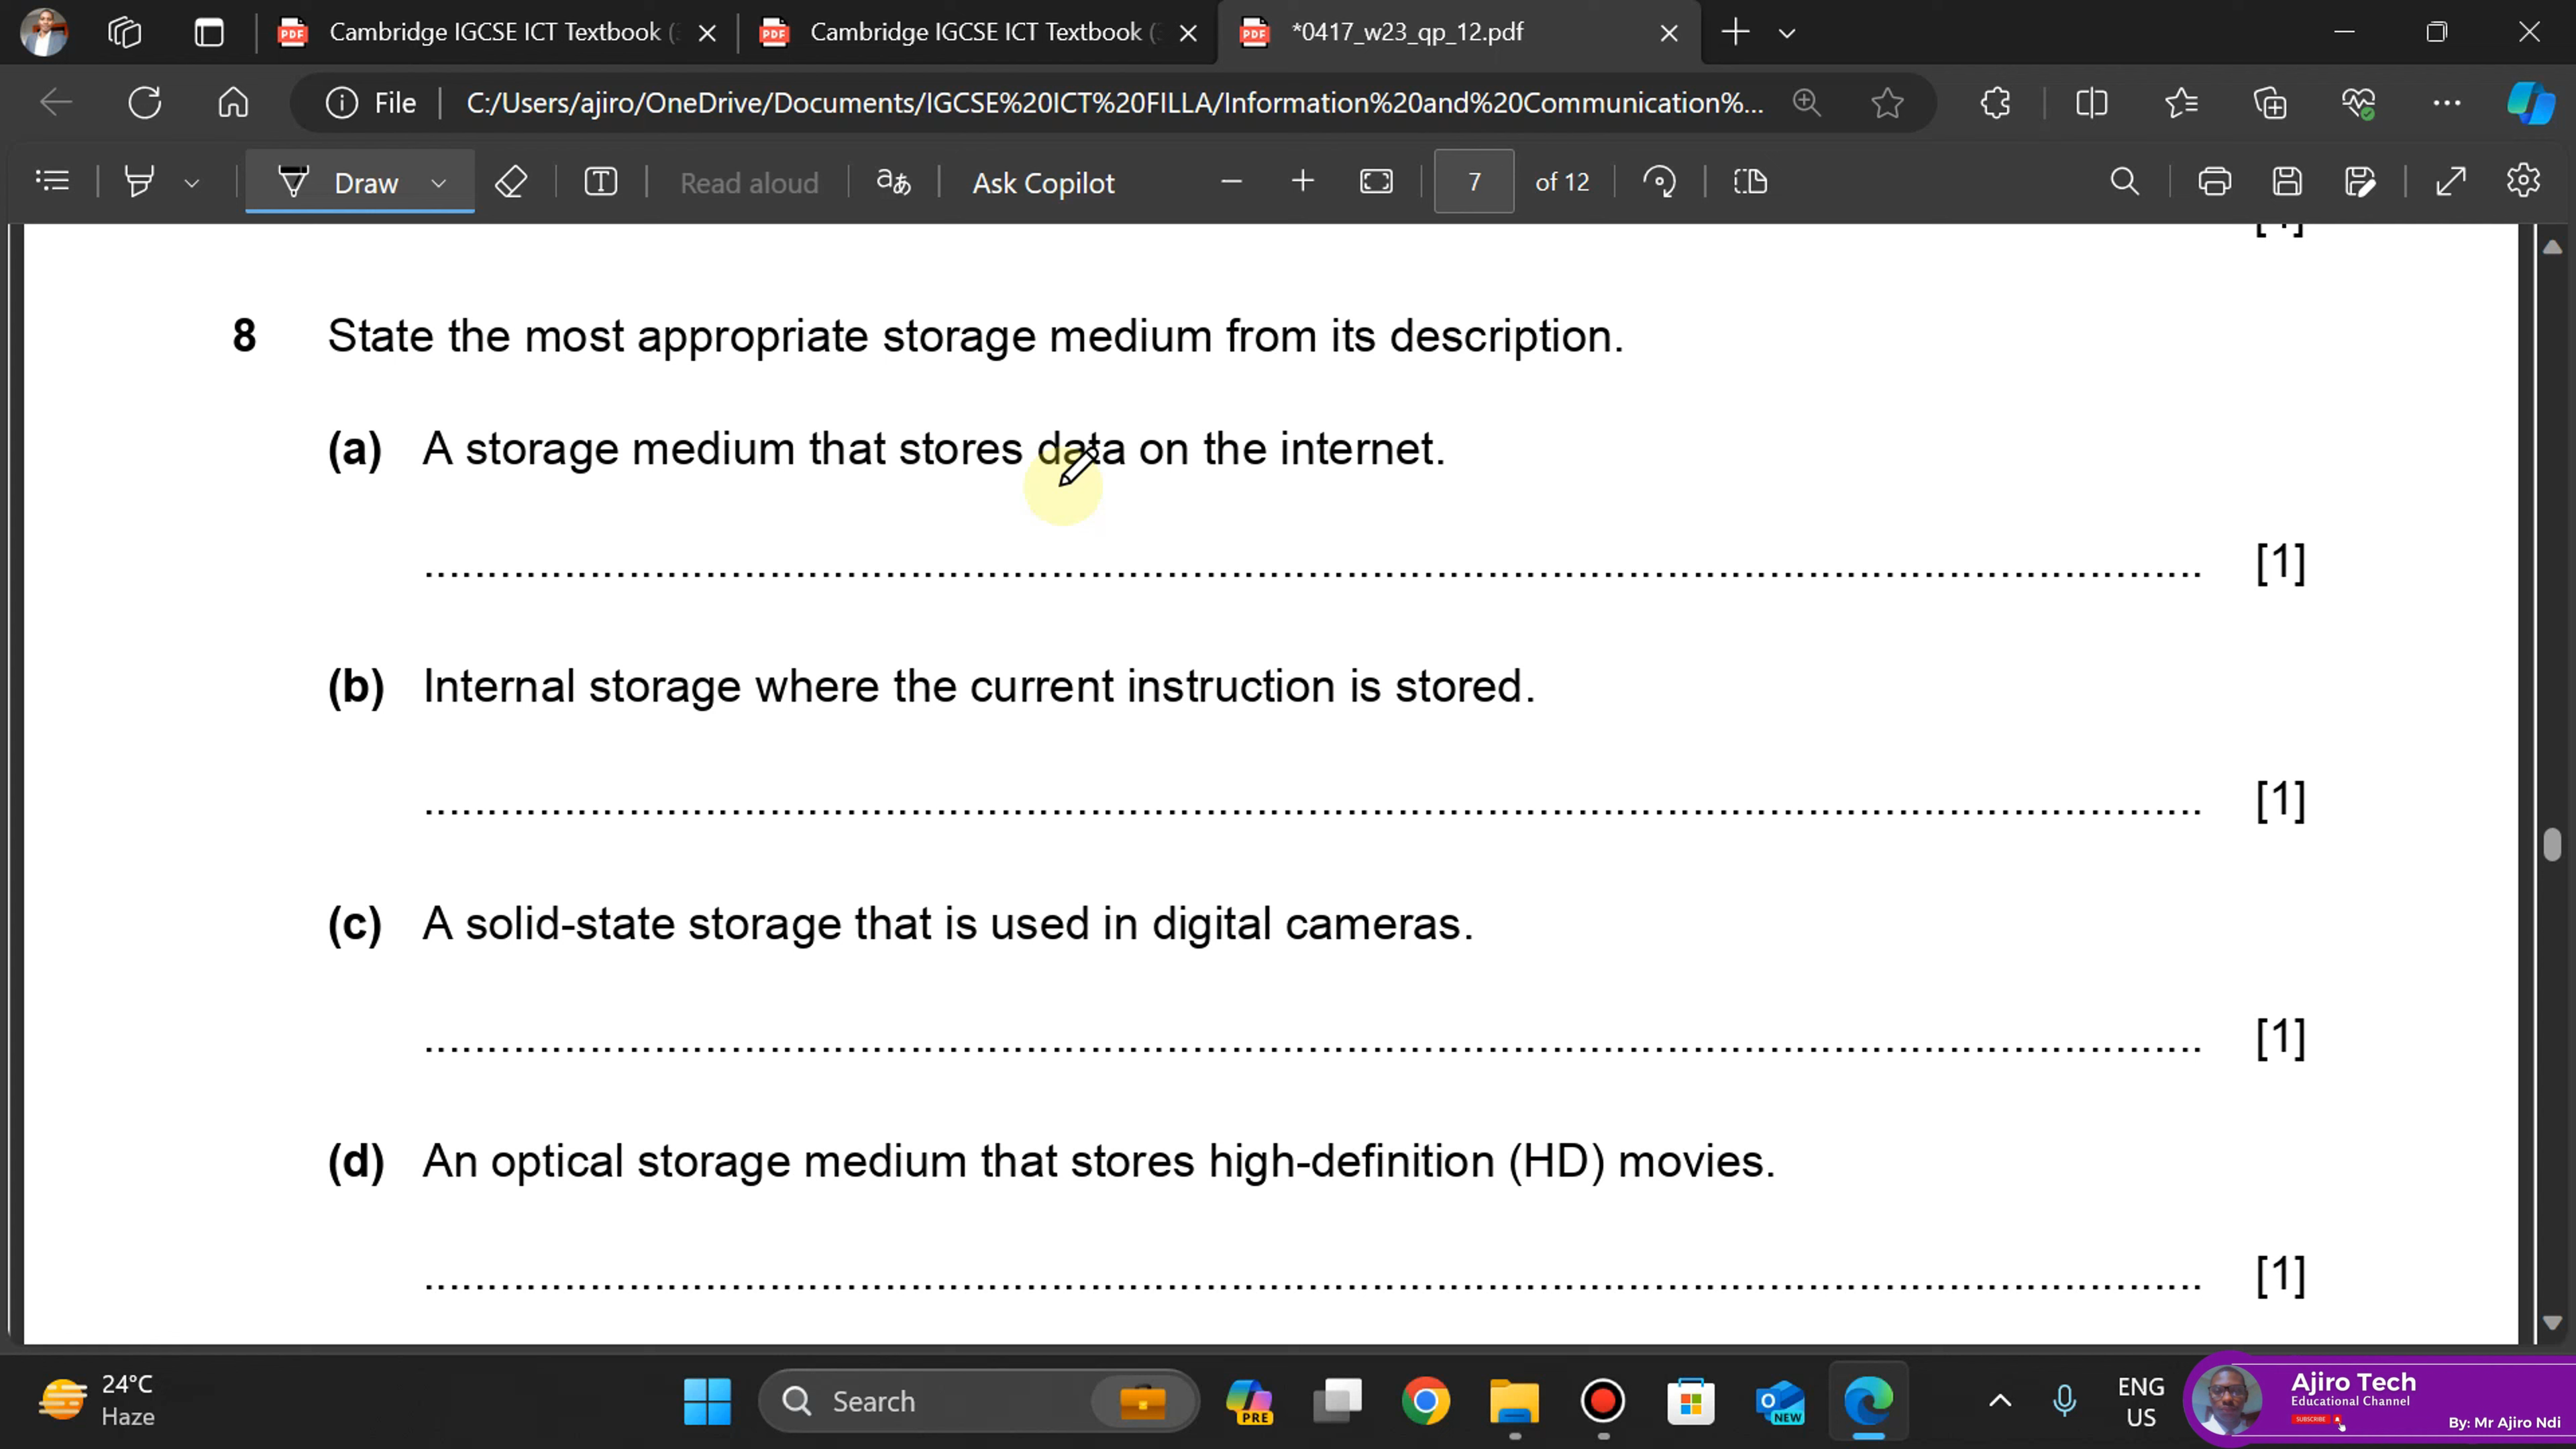 Cambridge IGCSE ICT Textbook (
Cambridge IGCSE ICT Textbook (
*0417_w23_qp_12.pdf
File
C:/Users/ajiro/OneDrive/Documents/IGCSE%20ICT%20FILLA/Information%20and%20Communication%...
Draw
aあ
Read aloud
Ask Copilot
7
of 12
8 State the most appropriate storage medium from its description.
(a) A storage medium that stores data on the internet.
[1]
(b) Internal storage where the current instruction is stored.
[1]
(c) A solid-state storage that is used in digital cameras.
[1]
(d) An optical storage medium that stores high-definition (HD) movies.
[1]
24°C
Haze
Search
PRE
NEW
ENG
US
Ajiro Tech
Educational Channel
SUBSCRIBE
By: Mr Ajiro Ndi